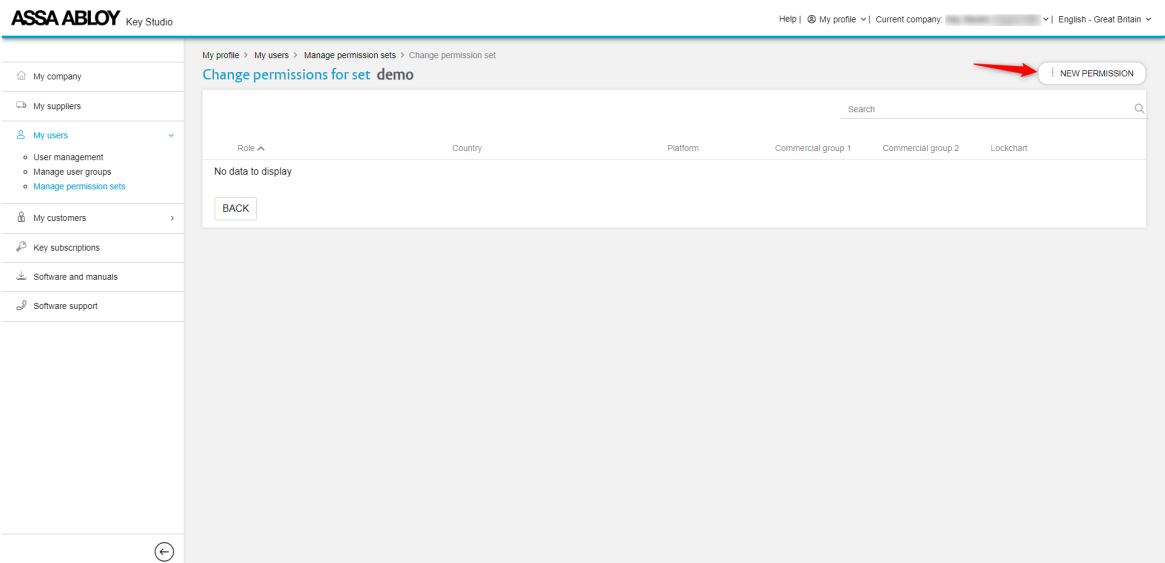 ASSA ABLOY Key Studio
Help | My profile | Current company: | English - Great Britain
My profile > My users > Manage permission sets > Change permission set
Change permissions for set demo
+ NEW PERMISSION
My company
My suppliers
My users
User management
Manage user groups
Manage permission sets
My customers
Key subscriptions
Software and manuals
Software support
Search
Role Country Platform Commercial group 1 Commercial group 2 Lockchart
No data to display
BACK